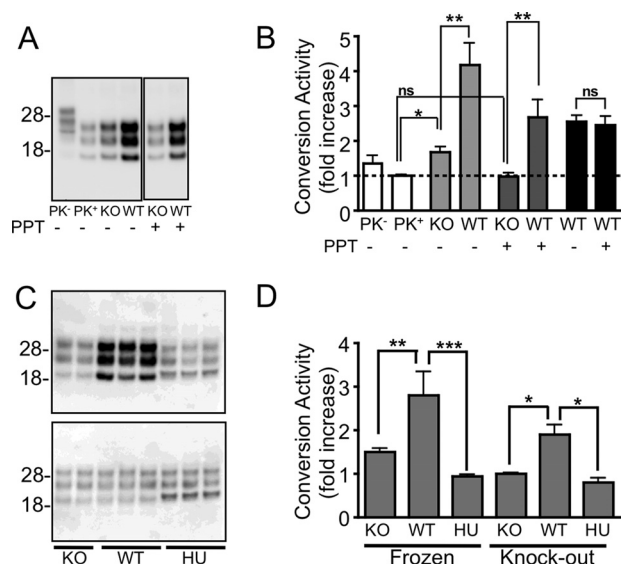 A
28-
18-
PK- PK+ KO WT KO WT
PPT - - - - + +
B
Conversion Activity
(fold increase)
5
4
3
2
1
0
** ** ns * ns
PK- PK+ KO WT KO WT WT WT
PPT - - - - + + - +
C
28-
18-
28-
18-
KO WT HU
D
Conversion Activity
(fold increase)
4
3
2
1
0
** *** * *
KO WT HU KO WT HU
Frozen Knock-out